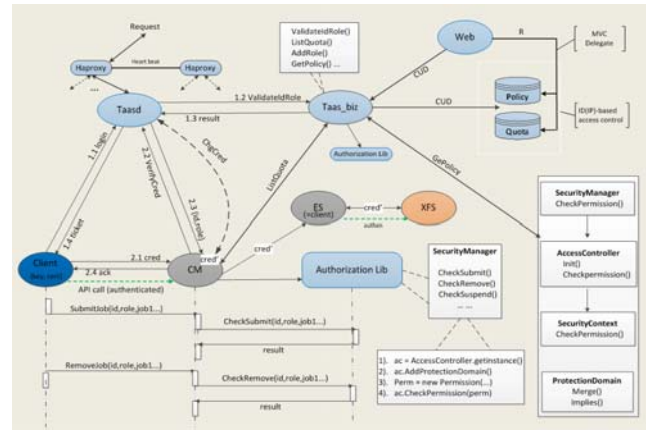 Request
Haproxy
Heart beat
Haproxy
...
ValidateIdRole()
ListQuota()
AddRole()
GetPolicy() ...
Web
R
MVC
Delegate
CUD
Taasd
1.2 ValidateIdRole
1.3 result
Taas_biz
CUD
Policy
Quota
ID(IP)-based
access control
Authorization Lib
1.1 login
1.4 ticket
2.2 VerifyCred
2.3 (id.role)
ChgCred
ListQuota
GePolicy
ES
(=client)
cred'
XFS
authen
SecurityManager
CheckPermission()
AccessController
Init()
Checkpermission()
SecurityContext
CheckPermission()
ProtectionDomain
Merge()
Implies()
Client
2.1 cred
2.4 ack
API call (authenticated)
cred'
CM
cred'
Authorization Lib
SecurityManager
CheckSubmit()
CheckRemove()
CheckSuspend()
... ...
SubmitJob(id,role,job1...)
CheckSubmit(id,role,job1...)
result
RemoveJob(id,role,job1...)
CheckRemove(id,role,job1...)
result
1). ac = AccessController.getinstance()
2). ac.AddProtectionDomain()
3). Perm = new Permission(...)
4). ac.CheckPermission(perm)